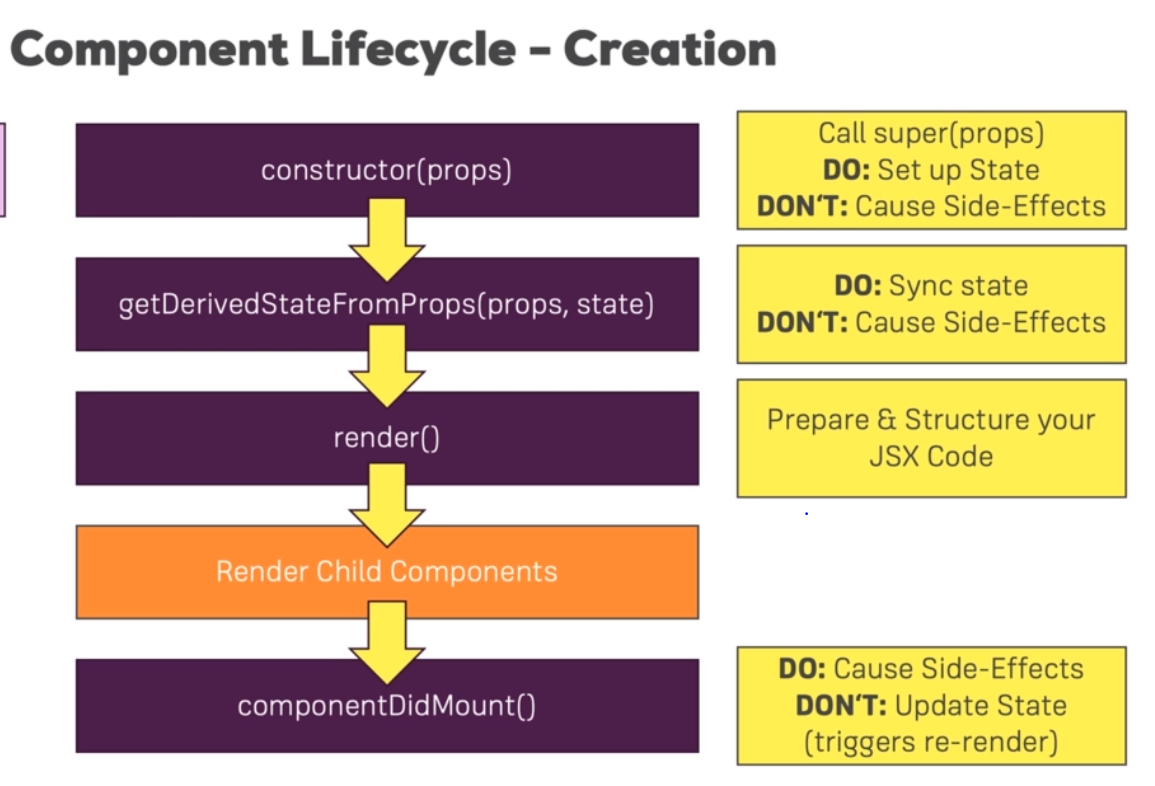 Component Lifecycle – Creation
constructor(props)
Call super(props)
DO: Set up State
DON‘T: Cause Side-Effects
getDerivedStateFromProps(props, state)
DO: Sync state
DON‘T: Cause Side-Effects
render()
Prepare & Structure your
JSX Code
Render Child Components
componentDidMount()
DO: Cause Side-Effects
DON‘T: Update State
(triggers re-render)